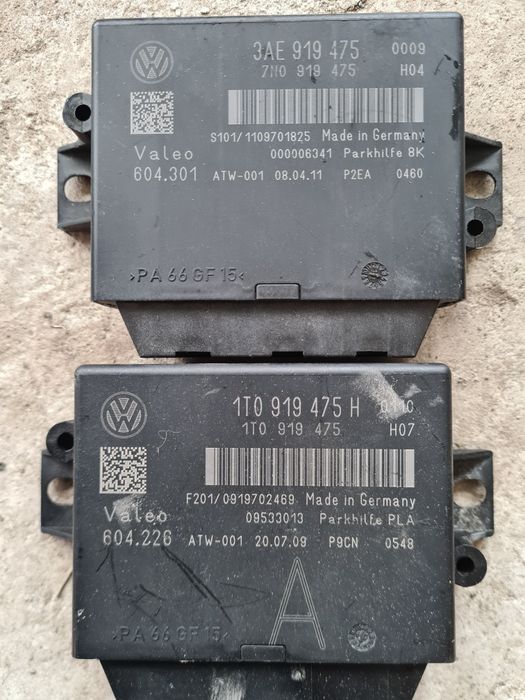 3AE 919 475 0009
7N0 919 475 H04
S101/1109701825 Made in Germany
Valeo 000006341 Parkhilfe 8K
604.301 ATW-001 08.04.11 P2EA 0460
>PA 66 GF 15<
1T0 919 475 H 0110
1T0 919 475 H07
F201/0919702469 Made in Germany
Valeo 09533013 Parkhilfe PLA
604.226 ATW-001 20.07.09 P9CN 0548
A
>PA 66 GF 15<